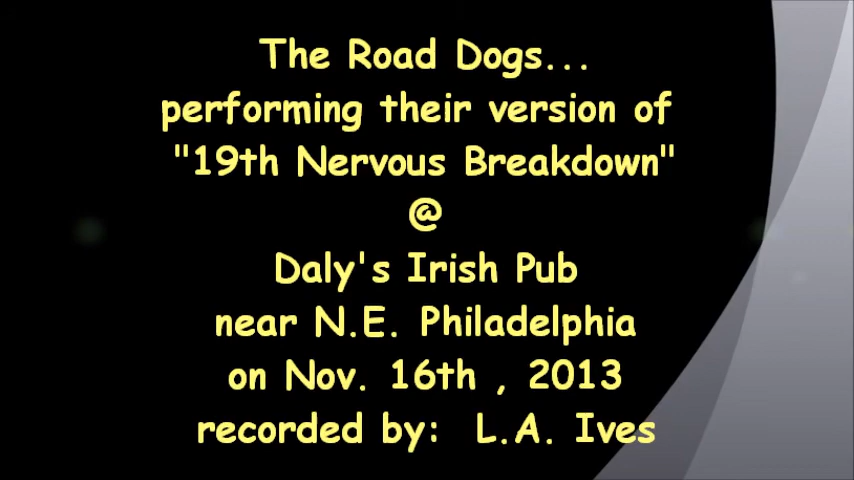 The Road Dogs...
performing their version of
"19th Nervous Breakdown"
@
Daly's Irish Pub
near N.E. Philadelphia
on Nov. 16th , 2013
recorded by: L.A. Ives